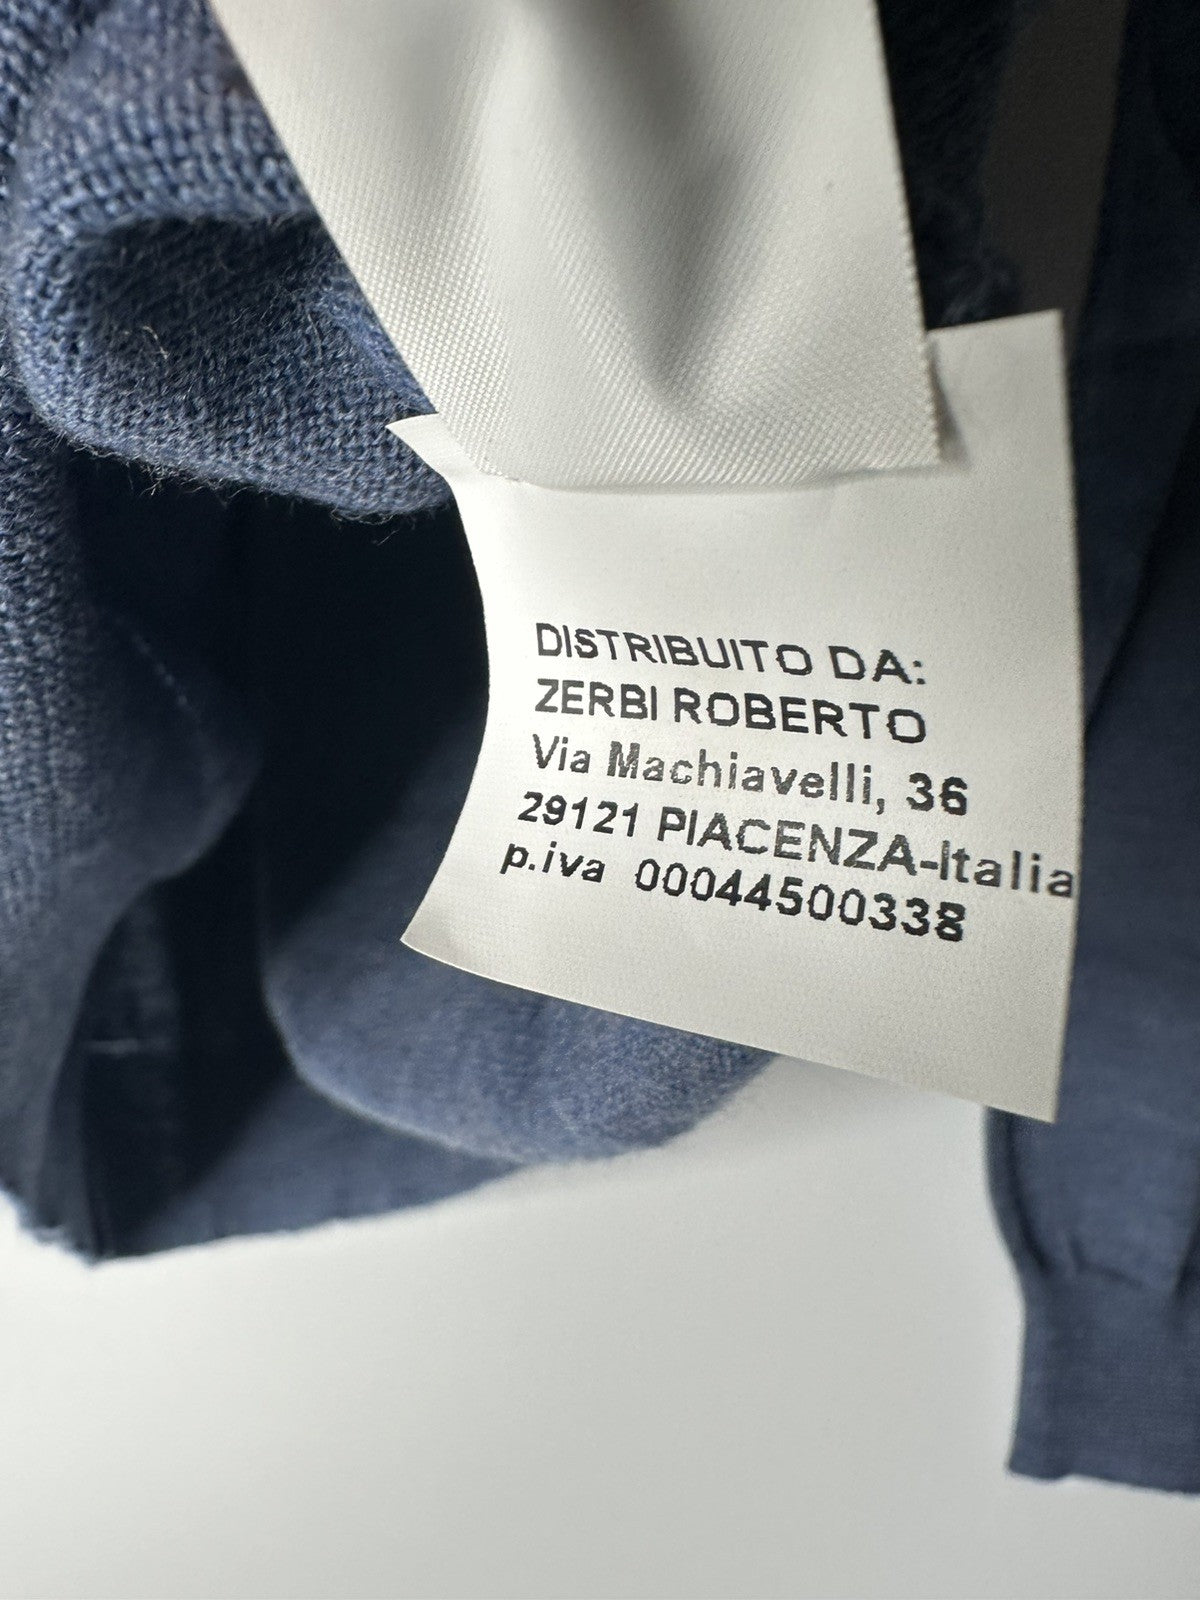 DISTRIBUITO DA:
ZERBI ROBERTO
Via Machiavelli, 36
29121 PIACENZA-Italia
p.iva 00044500338